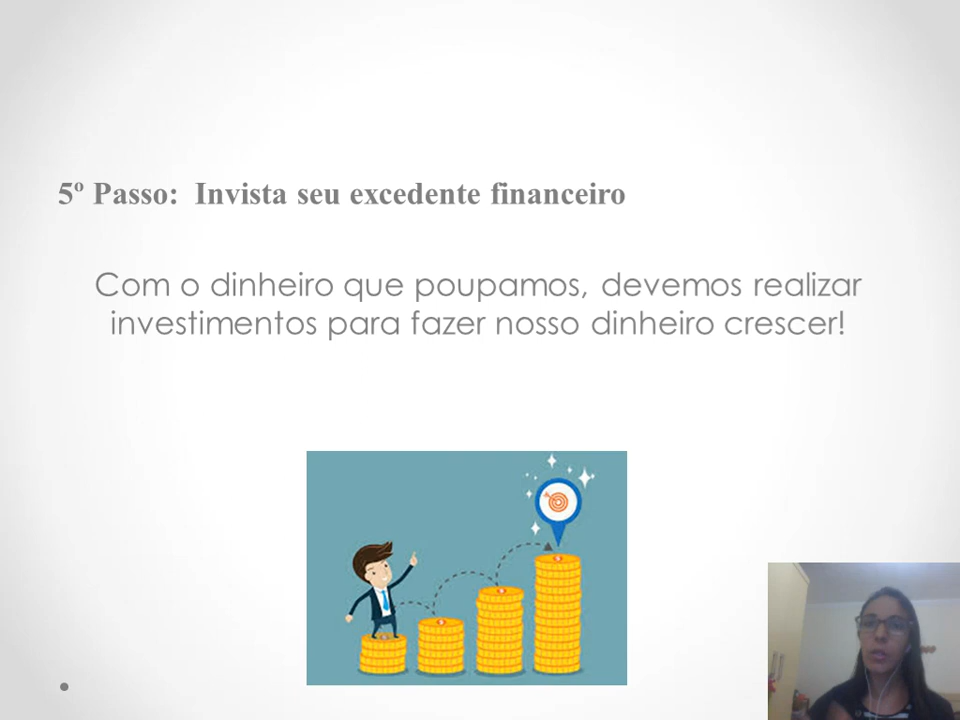 5º Passo: Invista seu excedente financeiro
Com o dinheiro que poupamos, devemos realizar
investimentos para fazer nosso dinheiro crescer!